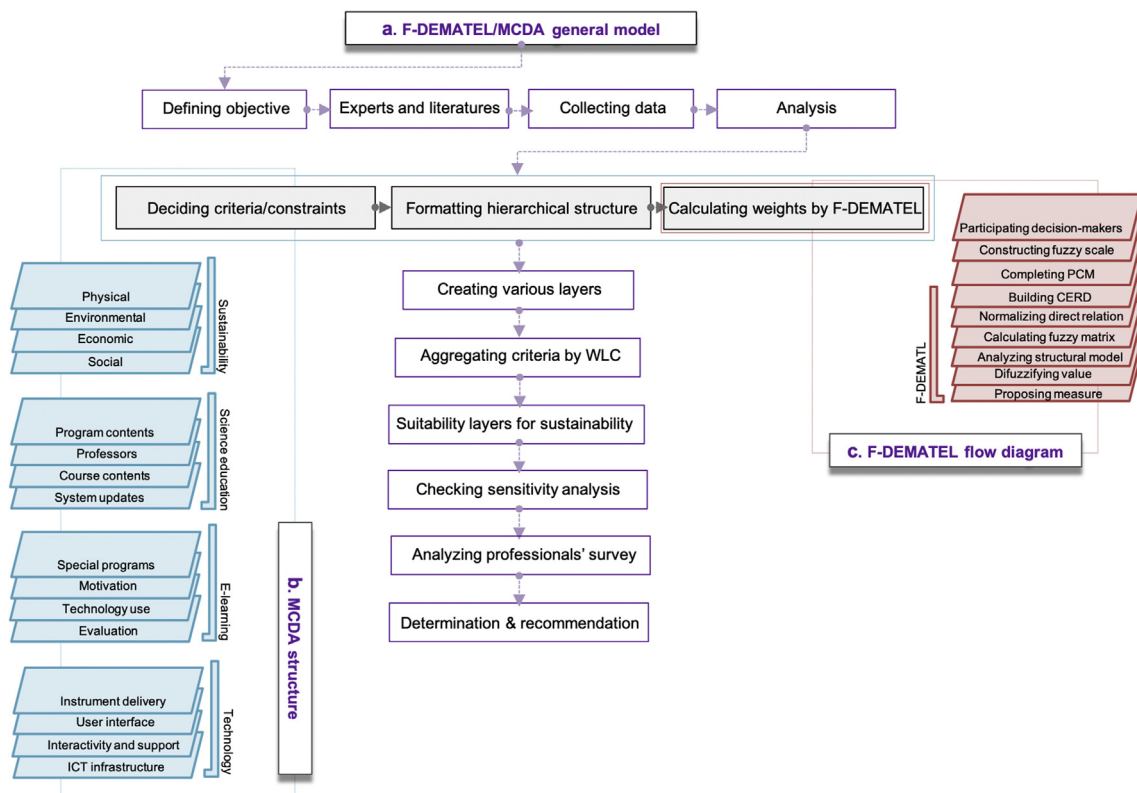 a. F-DEMATEL/MCDA general model
Defining objective
Experts and literatures
Collecting data
Analysis
Deciding criteria/constraints
Formatting hierarchical structure
Calculating weights by F-DEMATEL
Creating various layers
Aggregating criteria by WLC
Suitability layers for sustainability
Checking sensitivity analysis
Analyzing professionals' survey
Determination & recommendation
Physical
Environmental
Economic
Social
Sustainability
Program contents
Professors
Course contents
System updates
Science education
Special programs
Motivation
Technology use
Evaluation
E-learning
Instrument delivery
User interface
Interactivity and support
ICT infrastructure
Technology
b. MCDA structure
Participating decision-makers
Constructing fuzzy scale
Completing PCM
Building CERD
Normalizing direct relation
Calculating fuzzy matrix
Analyzing structural model
Difuzzifying value
Proposing measure
F-DEMATL
c. F-DEMATEL flow diagram